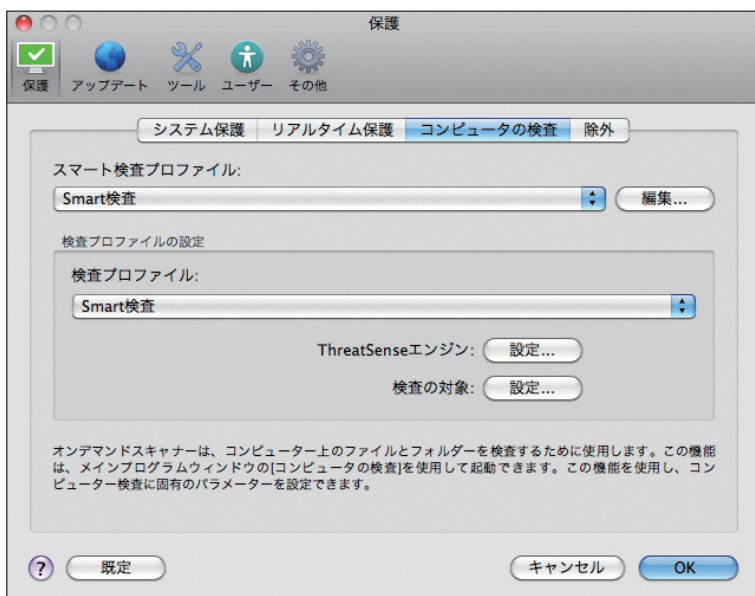 保護
保護 アップデート ツール ユーザー その他
システム保護 リアルタイム保護 コンピュータの検査 除外
スマート検査プロファイル:
Smart検査 編集...
検査プロファイルの設定
検査プロファイル:
Smart検査
ThreatSenseエンジン: 設定...
検査の対象: 設定...
オンデマンドスキャナーは、コンピューター上のファイルとフォルダーを検査するために使用します。この機能
は、メインプログラムウィンドウの[コンピュータの検査]を使用して起動できます。この機能を使用し、コン
ピューター検査に固有のパラメーターを設定できます。
? 既定 キャンセル OK